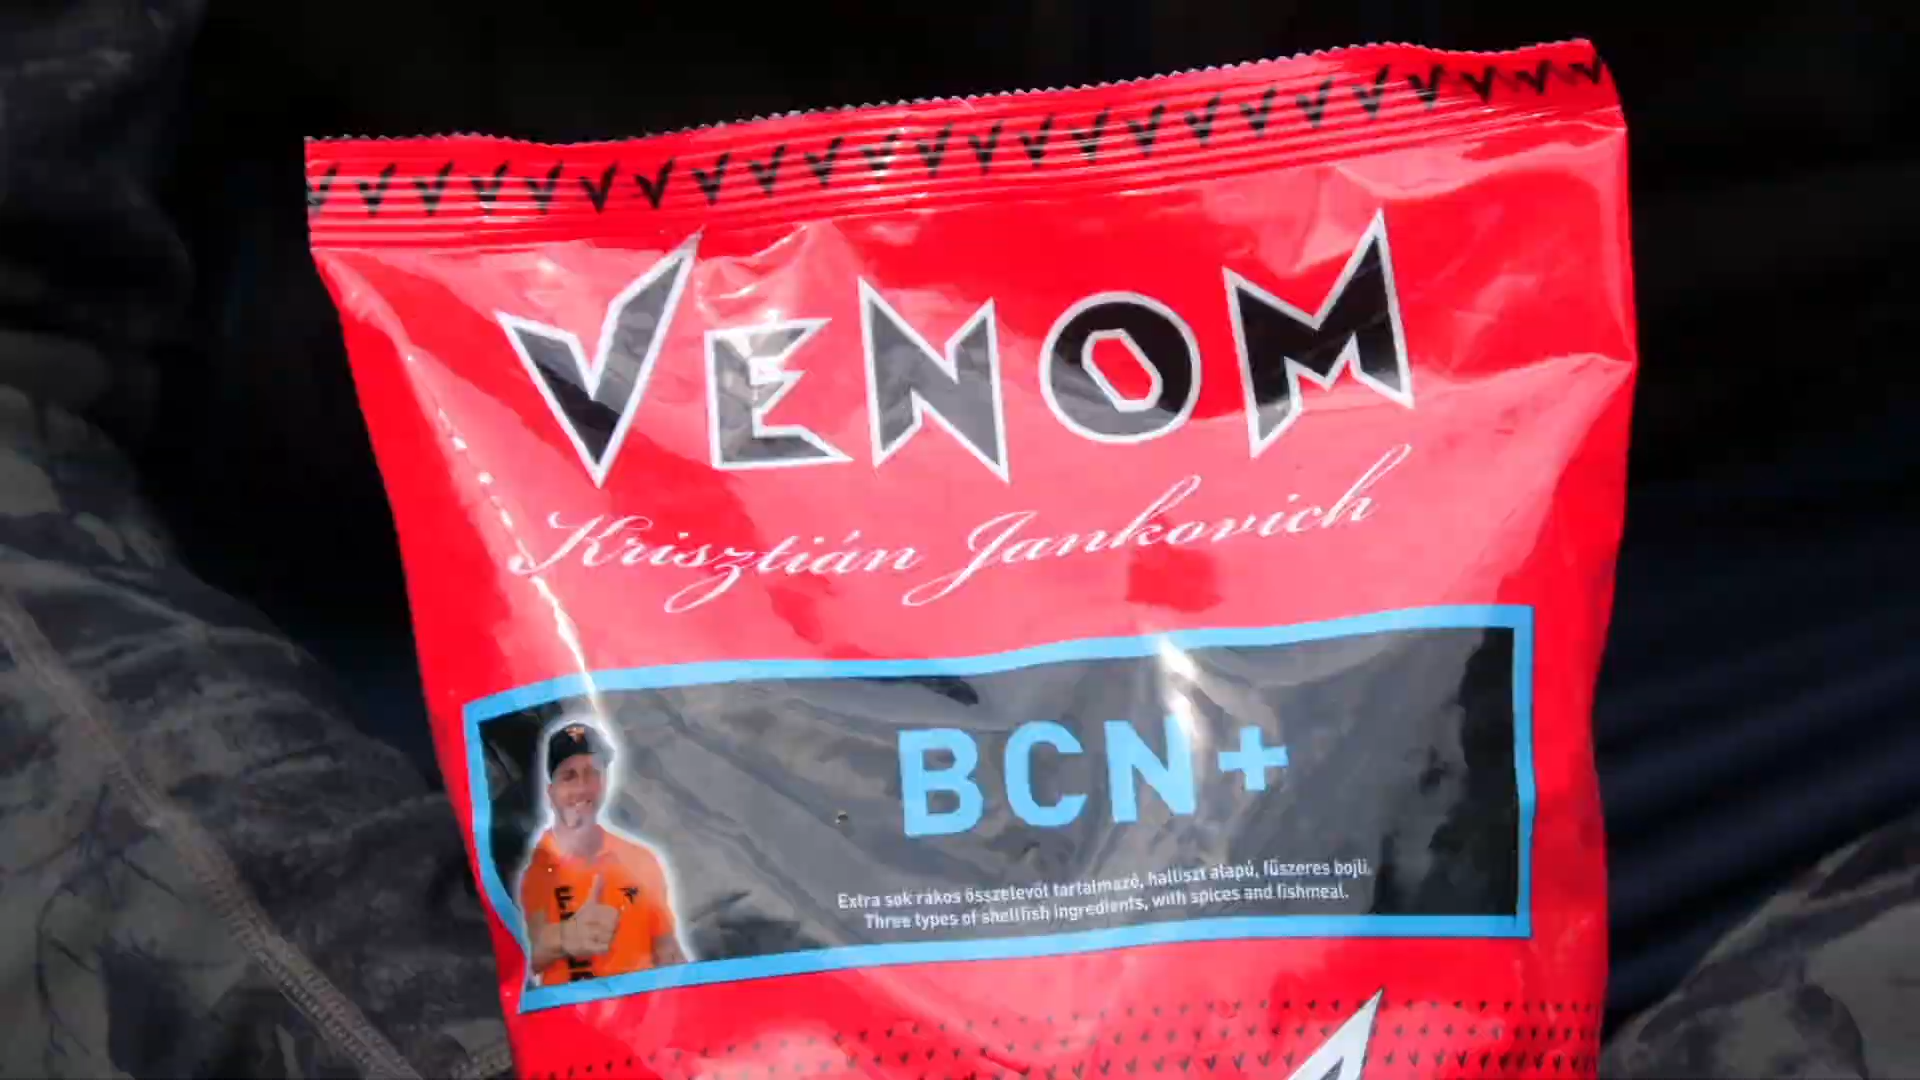 VENOM
Krisztián Jankovich
BCN+
Extra sok rákos összetevőt tartalmazó, halliszt alapú, fűszeres bojli.
Three types of shellfish ingredients, with spices and fishmeal.